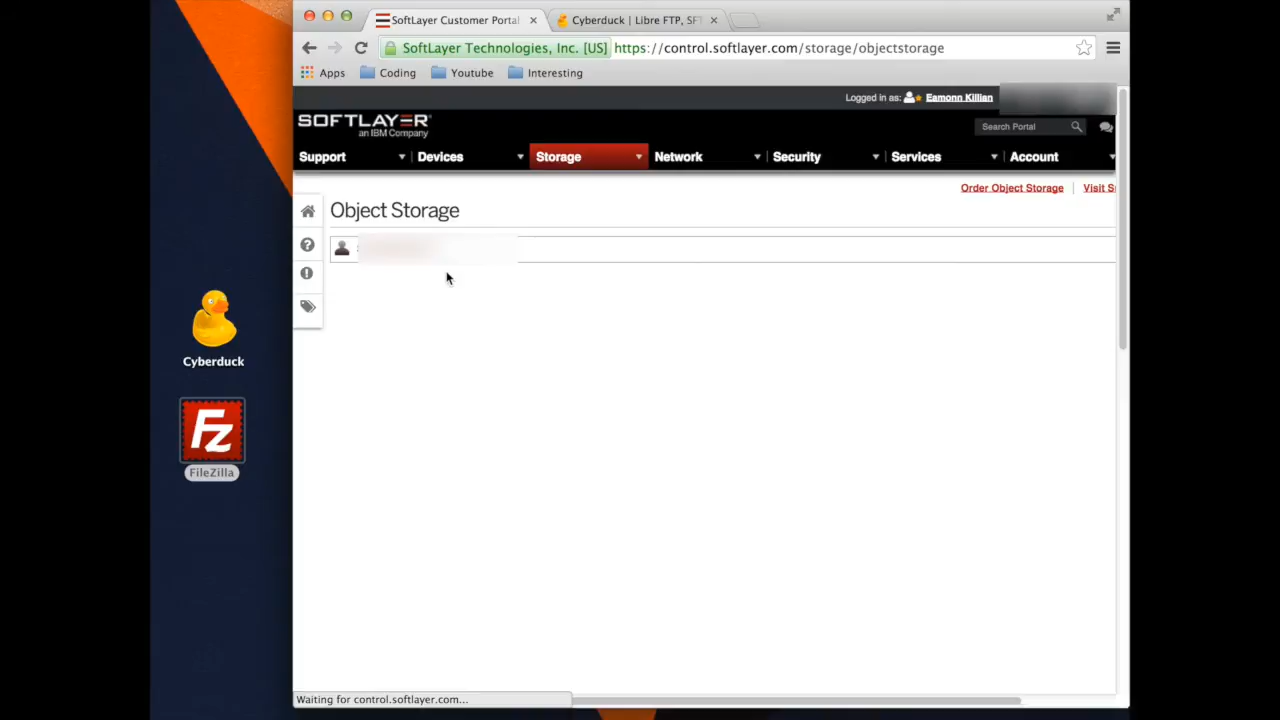 SoftLayer Customer Portal
Cyberduck | Libre FTP, SF
SoftLayer Technologies, Inc. [US] https://control.softlayer.com/storage/objectstorage
Apps Coding Youtube Interesting
Logged in as: Eamonn Killian
SOFTLAYER
an IBM Company
Search Portal
Support Devices Storage Network Security Services Account
Order Object Storage Visit S
Object Storage
Cyberduck
Fz
FileZilla
Waiting for control.softlayer.com...